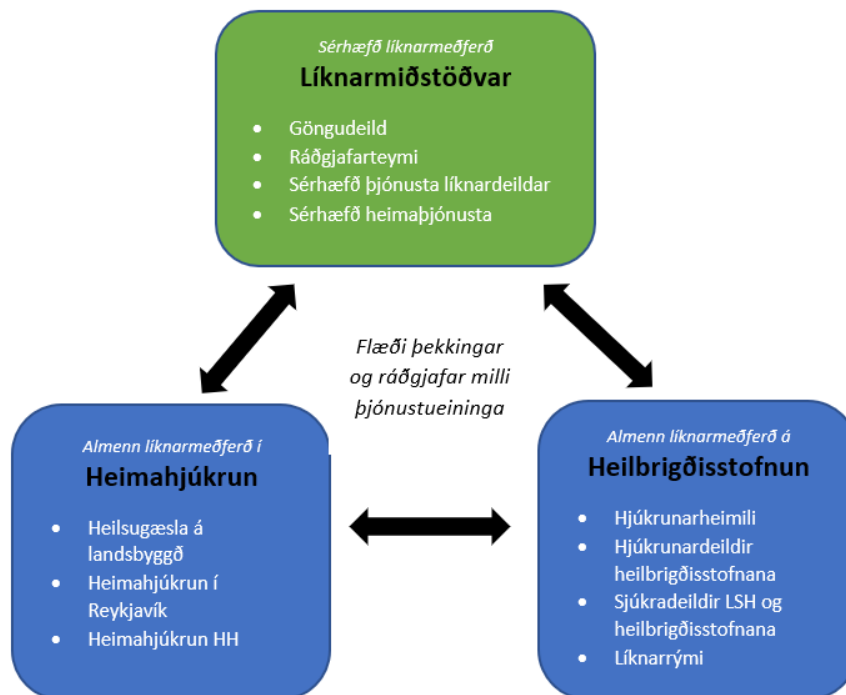 Sérhæfð líknarmeðferð
Líknarmiðstöðvar
• Göngudeild
• Ráðgjafarteymi
• Sérhæfð þjónusta líknardeildar
• Sérhæfð heimaþjónusta
Flæði þekkingar
og ráðgjafar milli
þjónustueininga
Almenn líknarmeðferð í
Heimahjúkrun
• Heilsugæsla á
landsbyggð
• Heimahjúkrun í
Reykjavík
• Heimahjúkrun HH
Almenn líknarmeðferð á
Heilbrigðisstofnun
• Hjúkrunarheimili
• Hjúkrunardeildir
heilbrigðisstofnana
• Sjúkradeildir LSH og
heilbrigðisstofnana
• Líknarrými